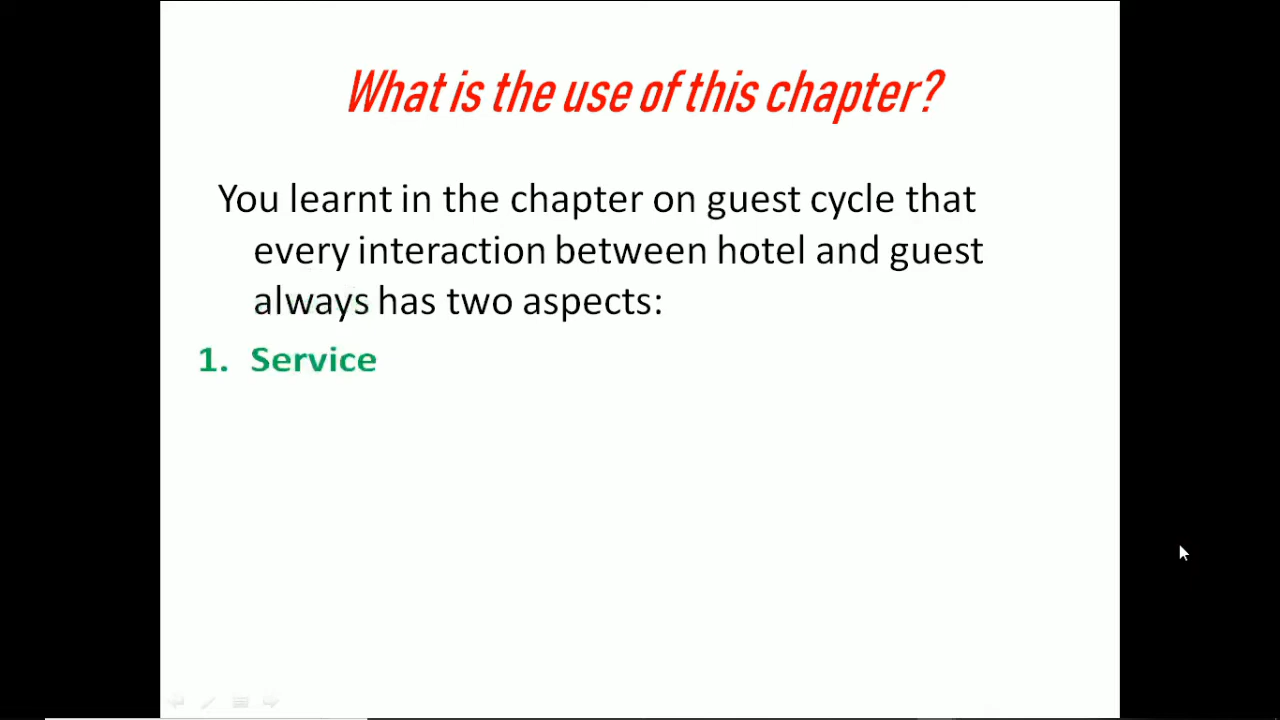 What is the use of this chapter?
You learnt in the chapter on guest cycle that
every interaction between hotel and guest
always has two aspects:
1. Service